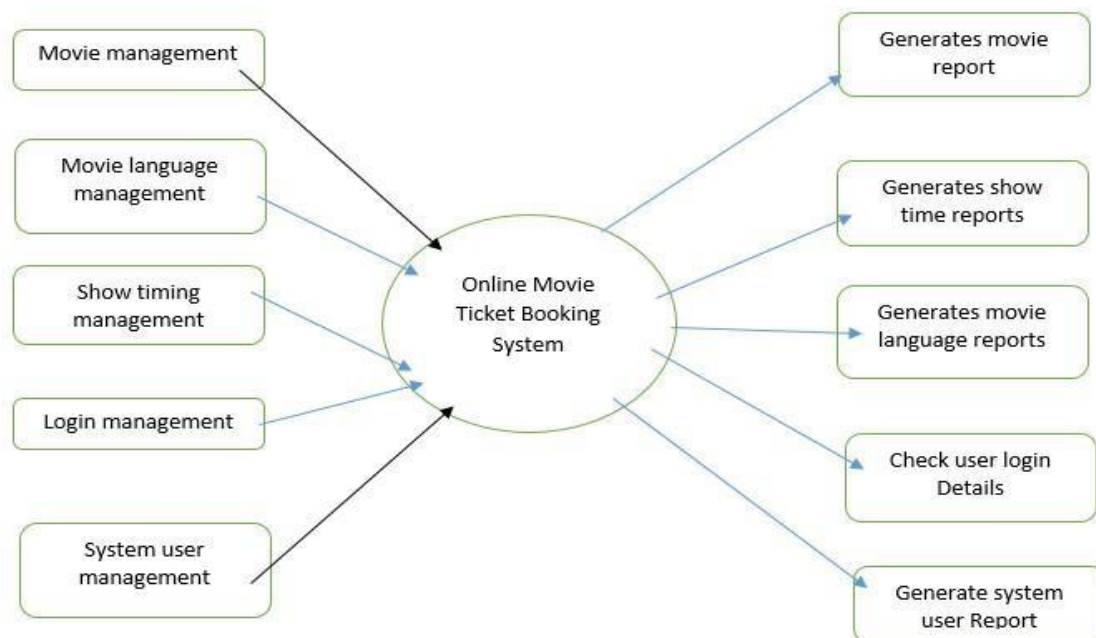 Movie management
Movie language
management
Show timing
management
Login management
System user
management
Online Movie
Ticket Booking
System
Generates movie
report
Generates show
time reports
Generates movie
language reports
Check user login
Details
Generate system
user Report